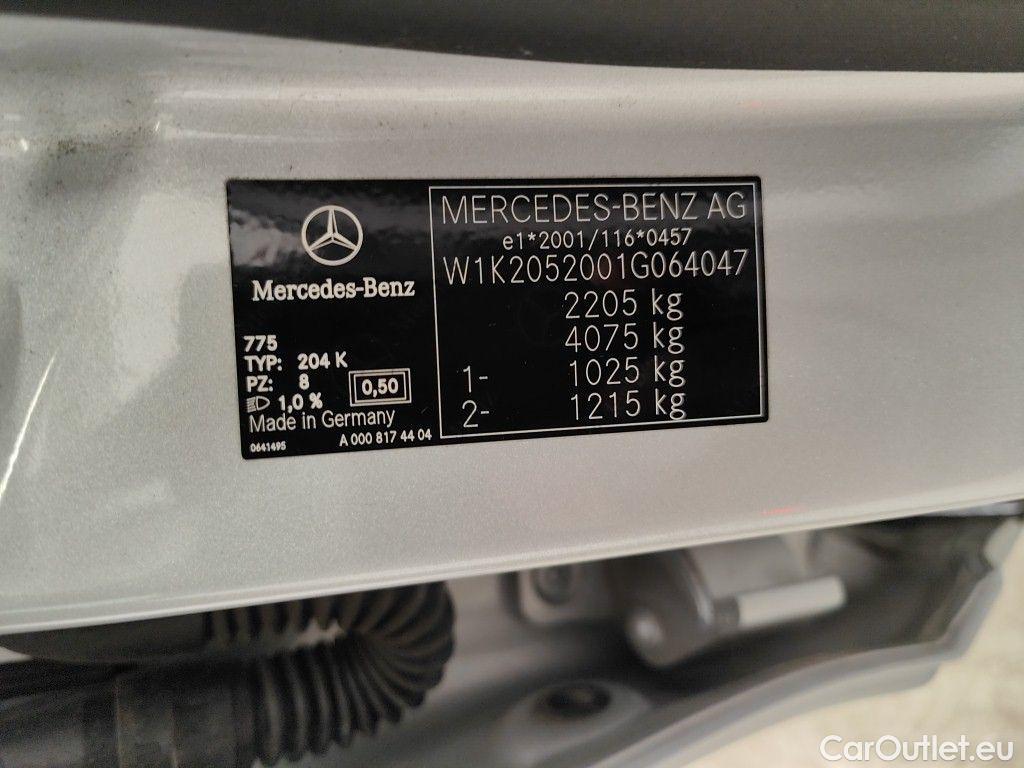 Mercedes-Benz
775
TYP: 204 K
PZ: 8
1,0 %
0,50
Made in Germany
0641495
A 000 817 44 04
MERCEDES-BENZ AG
e1*2001/116*0457
W1K2052001G064047
2205 kg
4075 kg
1- 1025 kg
2- 1215 kg
CarOutlet.eu